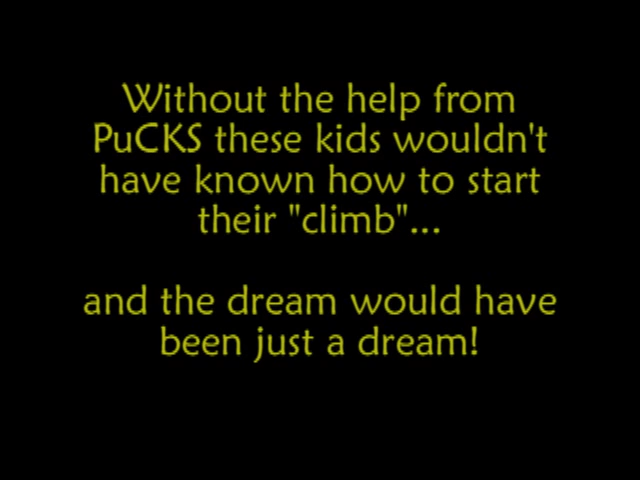 Without the help from
PuCKS these kids wouldn't
have known how to start
their "climb"...
and the dream would have
been just a dream!